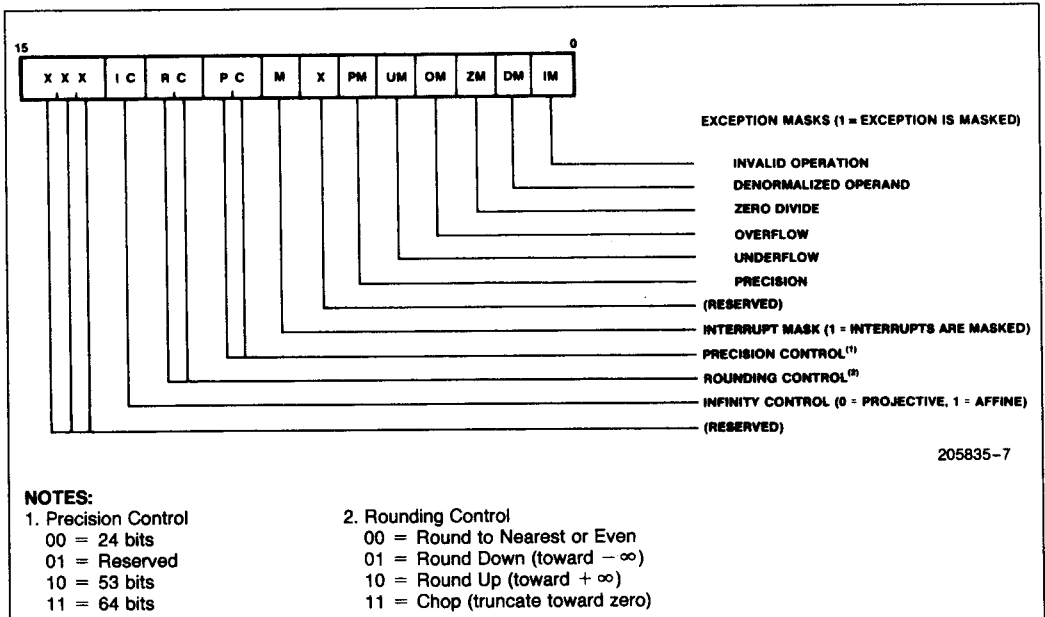 15 0
X X X I C R C P C M X PM UM OM ZM DM IM
EXCEPTION MASKS (1 = EXCEPTION IS MASKED)
INVALID OPERATION
DENORMALIZED OPERAND
ZERO DIVIDE
OVERFLOW
UNDERFLOW
PRECISION
(RESERVED)
INTERRUPT MASK (1 = INTERRUPTS ARE MASKED)
PRECISION CONTROL(1)
ROUNDING CONTROL(2)
INFINITY CONTROL (0 = PROJECTIVE, 1 = AFFINE)
(RESERVED)
205835-7
NOTES:
1. Precision Control
00 = 24 bits
01 = Reserved
10 = 53 bits
11 = 64 bits
2. Rounding Control
00 = Round to Nearest or Even
01 = Round Down (toward −∞)
10 = Round Up (toward +∞)
11 = Chop (truncate toward zero)